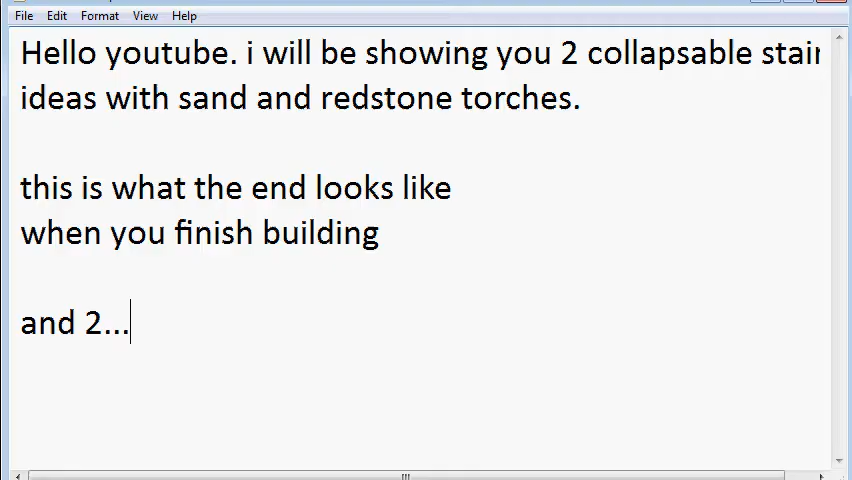 File Edit Format View Help
Hello youtube. i will be showing you 2 collapsable
ideas with sand and redstone torches.
this is what the end looks like
when you finish building
and 2...